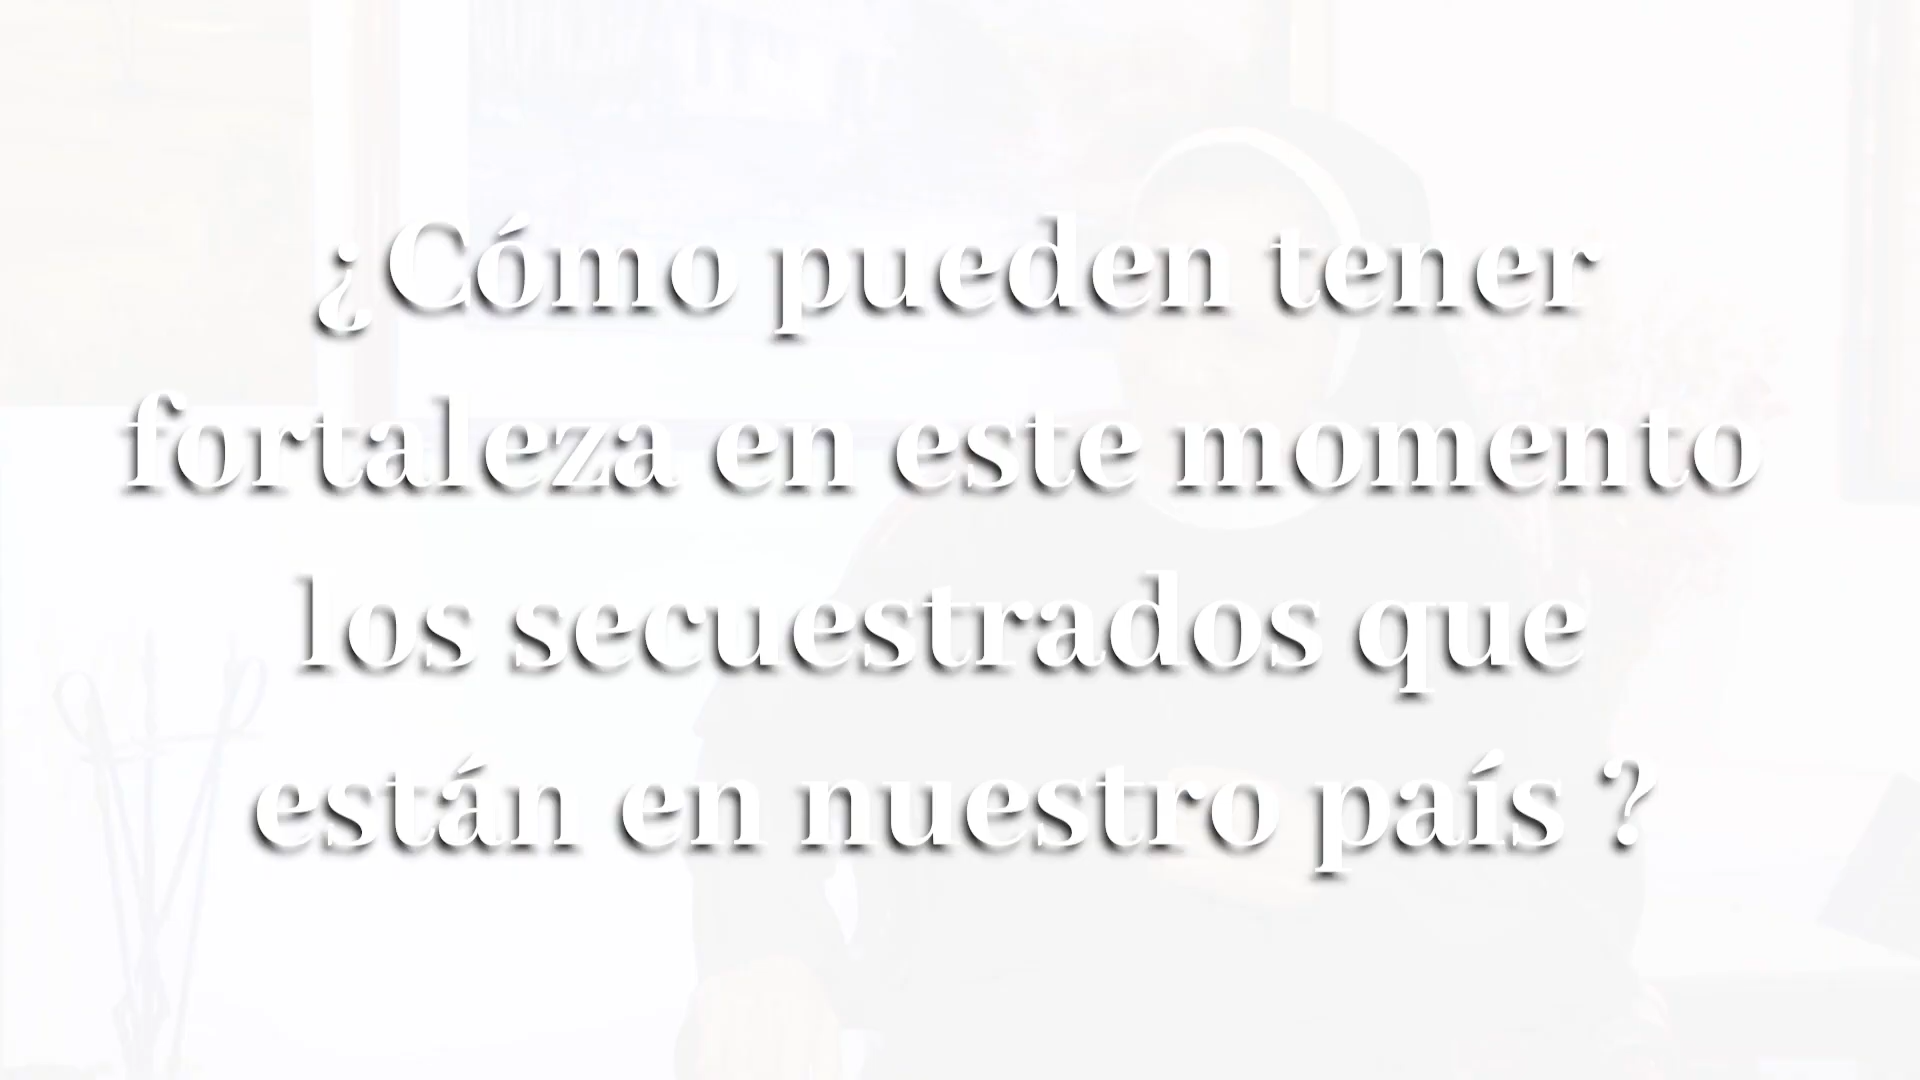 ¿Cómo pueden tener
fortaleza en este momento
los secuestrados que
están en nuestro país ?